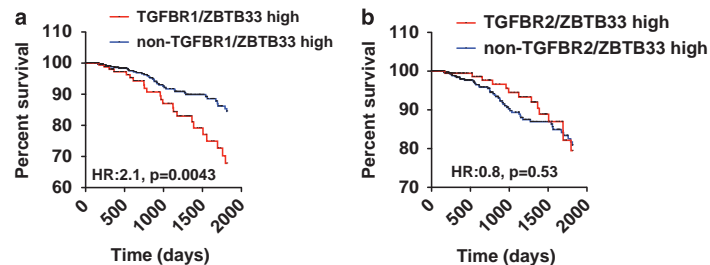 a
TGFBR1/ZBTB33 high
non-TGFBR1/ZBTB33 high
Percent survival
110
100
90
80
70
60
HR:2.1, p=0.0043
0
500
1000
1500
2000
Time (days)
b
TGFBR2/ZBTB33 high
non-TGFBR2/ZBTB33 high
Percent survival
110
100
90
80
70
HR:0.8, p=0.53
0
500
1000
1500
2000
Time (days)